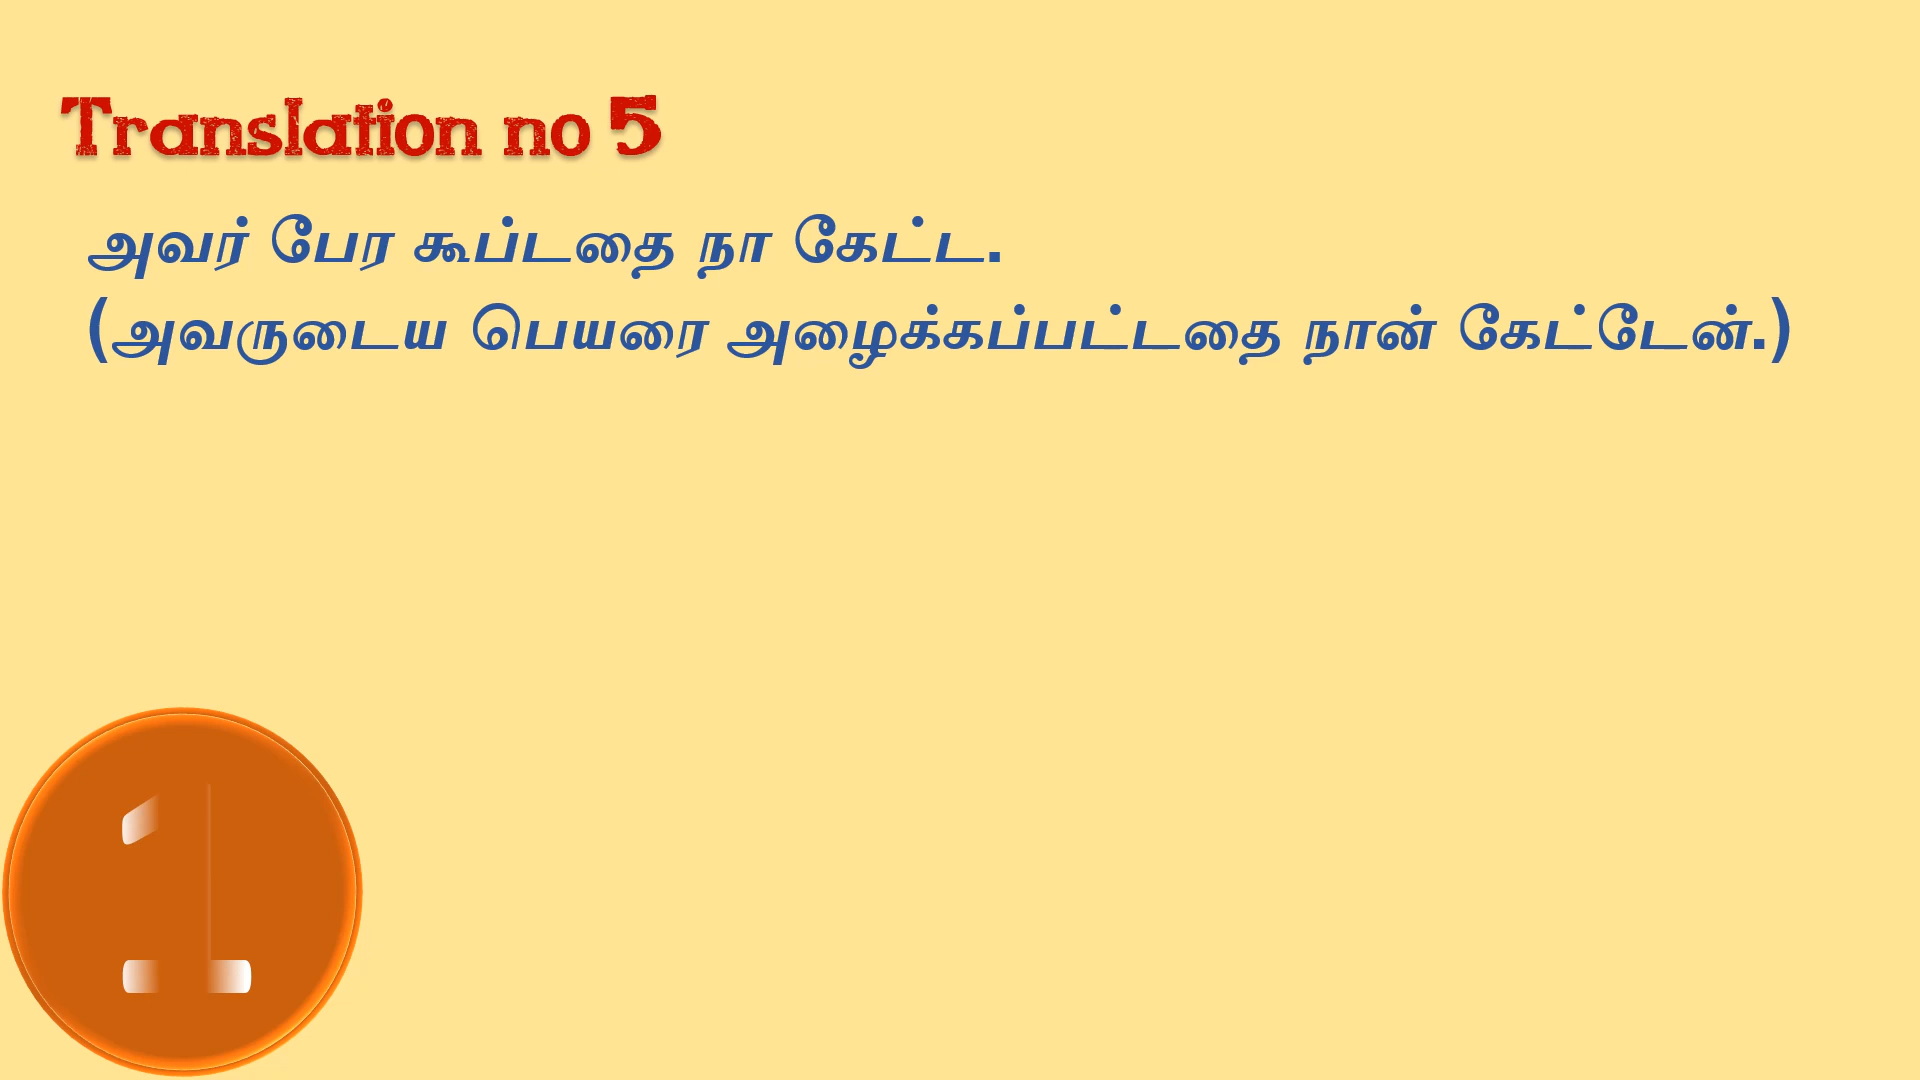 Translation no 5
அவர் பேர கூப்டதை நா கேட்ட.
(அவருடைய பெயரை அழைக்கப்பட்டதை நான் கேட்டேன்.)
1